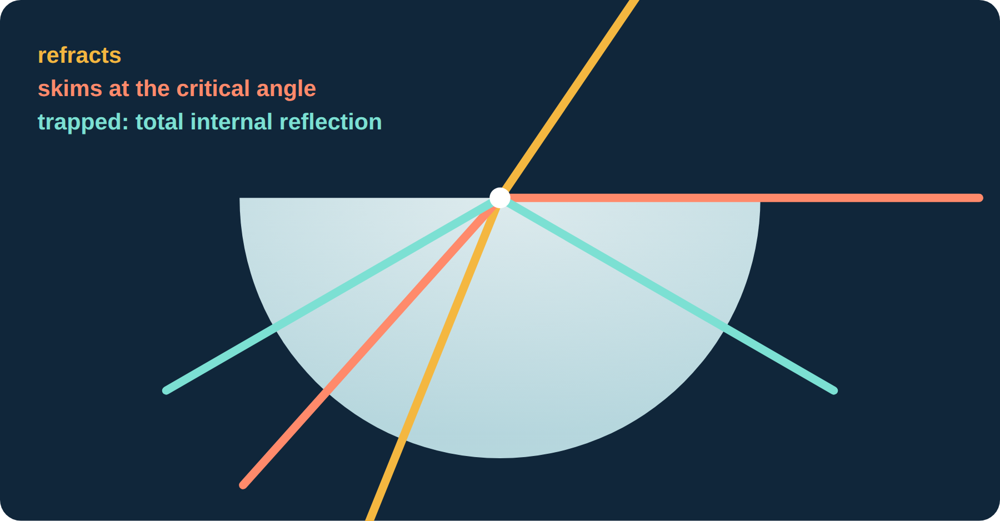 refracts
skims at the critical angle
trapped: total internal reflection